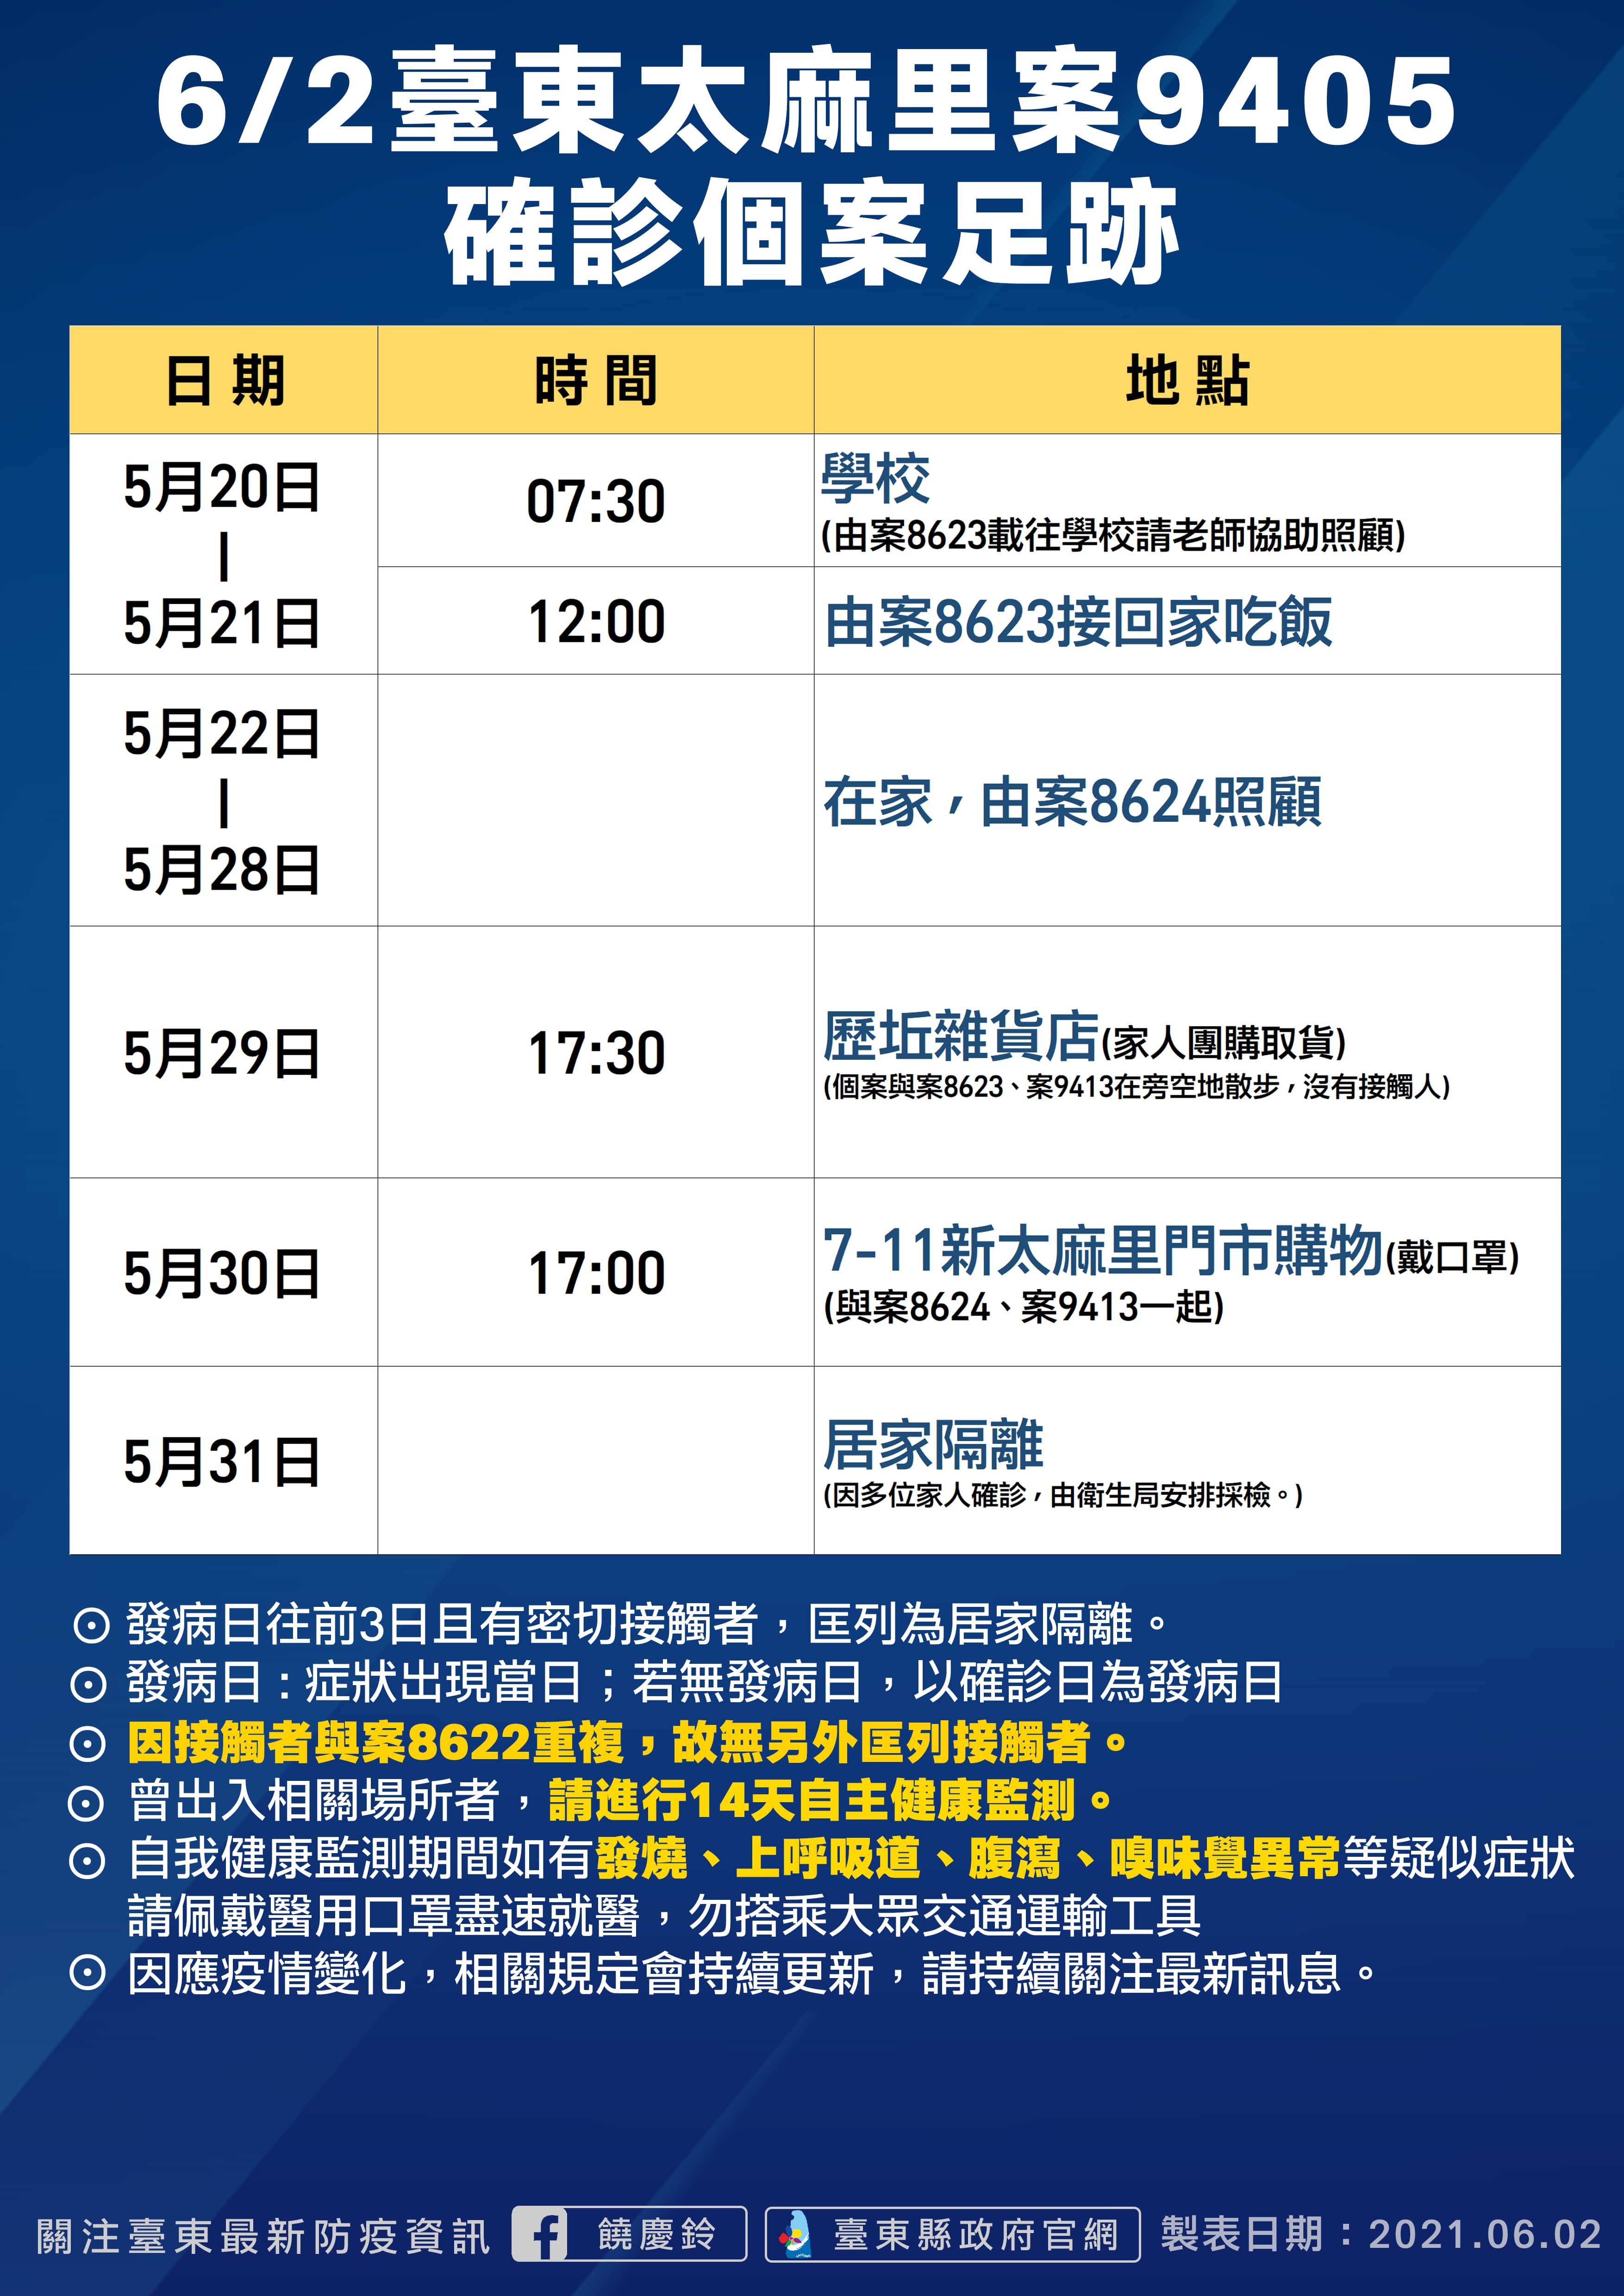 6/2臺東太麻里案9405
確診個案足跡
日期 時間 地點
5月20日
|
5月21日
07:30
學校
(由案8623載往學校請老師協助照顧)
12:00
由案8623接回家吃飯
5月22日
|
5月28日
在家，由案8624照顧
5月29日
17:30
歷坵雜貨店(家人團購取貨)
(個案與案8623、案9413在旁空地散步，沒有接觸人)
5月30日
17:00
7-11新太麻里門市購物(戴口罩)
(與案8624、案9413一起)
5月31日
居家隔離
(因多位家人確診，由衛生局安排採檢。)
⊙ 發病日往前3日且有密切接觸者，匡列為居家隔離。
⊙ 發病日：症狀出現當日；若無發病日，以確診日為發病日
⊙ 因接觸者與案8622重複，故無另外匡列接觸者。
⊙ 曾出入相關場所者，請進行14天自主健康監測。
⊙ 自我健康監測期間如有發燒、上呼吸道、腹瀉、嗅味覺異常等疑似症狀
請佩戴醫用口罩盡速就醫，勿搭乘大眾交通運輸工具
⊙ 因應疫情變化，相關規定會持續更新，請持續關注最新訊息。
關注臺東最新防疫資訊 f 饒慶鈴 臺東縣政府官網 製表日期：2021.06.02